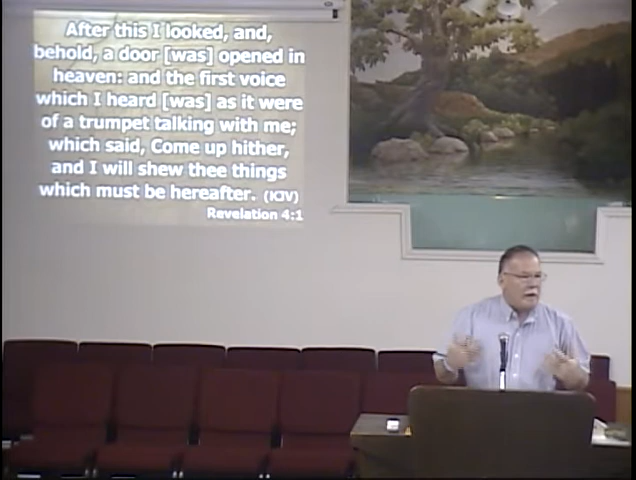 After this I looked, and,
behold, a door [was] opened in
heaven: and the first voice
which I heard [was] as it were
of a trumpet talking with me;
which said, Come up hither,
and I will shew thee things
which must be hereafter. (KJV)
Revelation 4:1